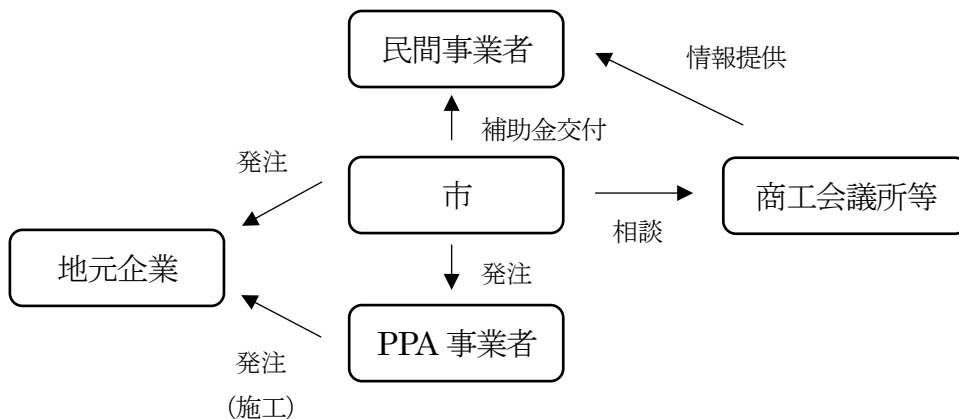 民間事業者
情報提供
補助金交付
発注
市
商工会議所等
相談
地元企業
発注
PPA 事業者
発注
(施工)